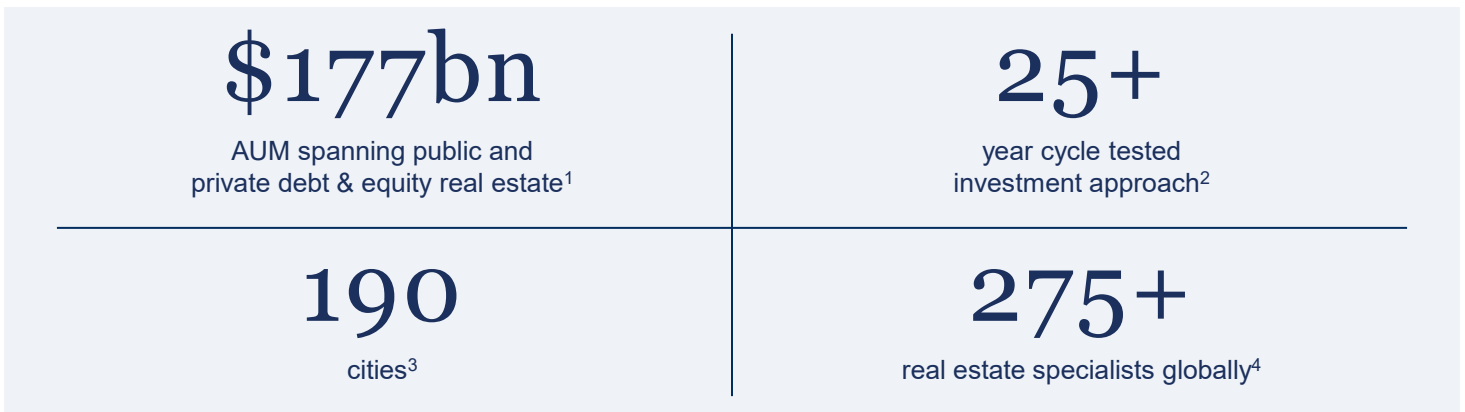 $177bn
AUM spanning public and
private debt & equity real estate¹
25+
year cycle tested
investment approach²
190
cities³
275+
real estate specialists globally⁴